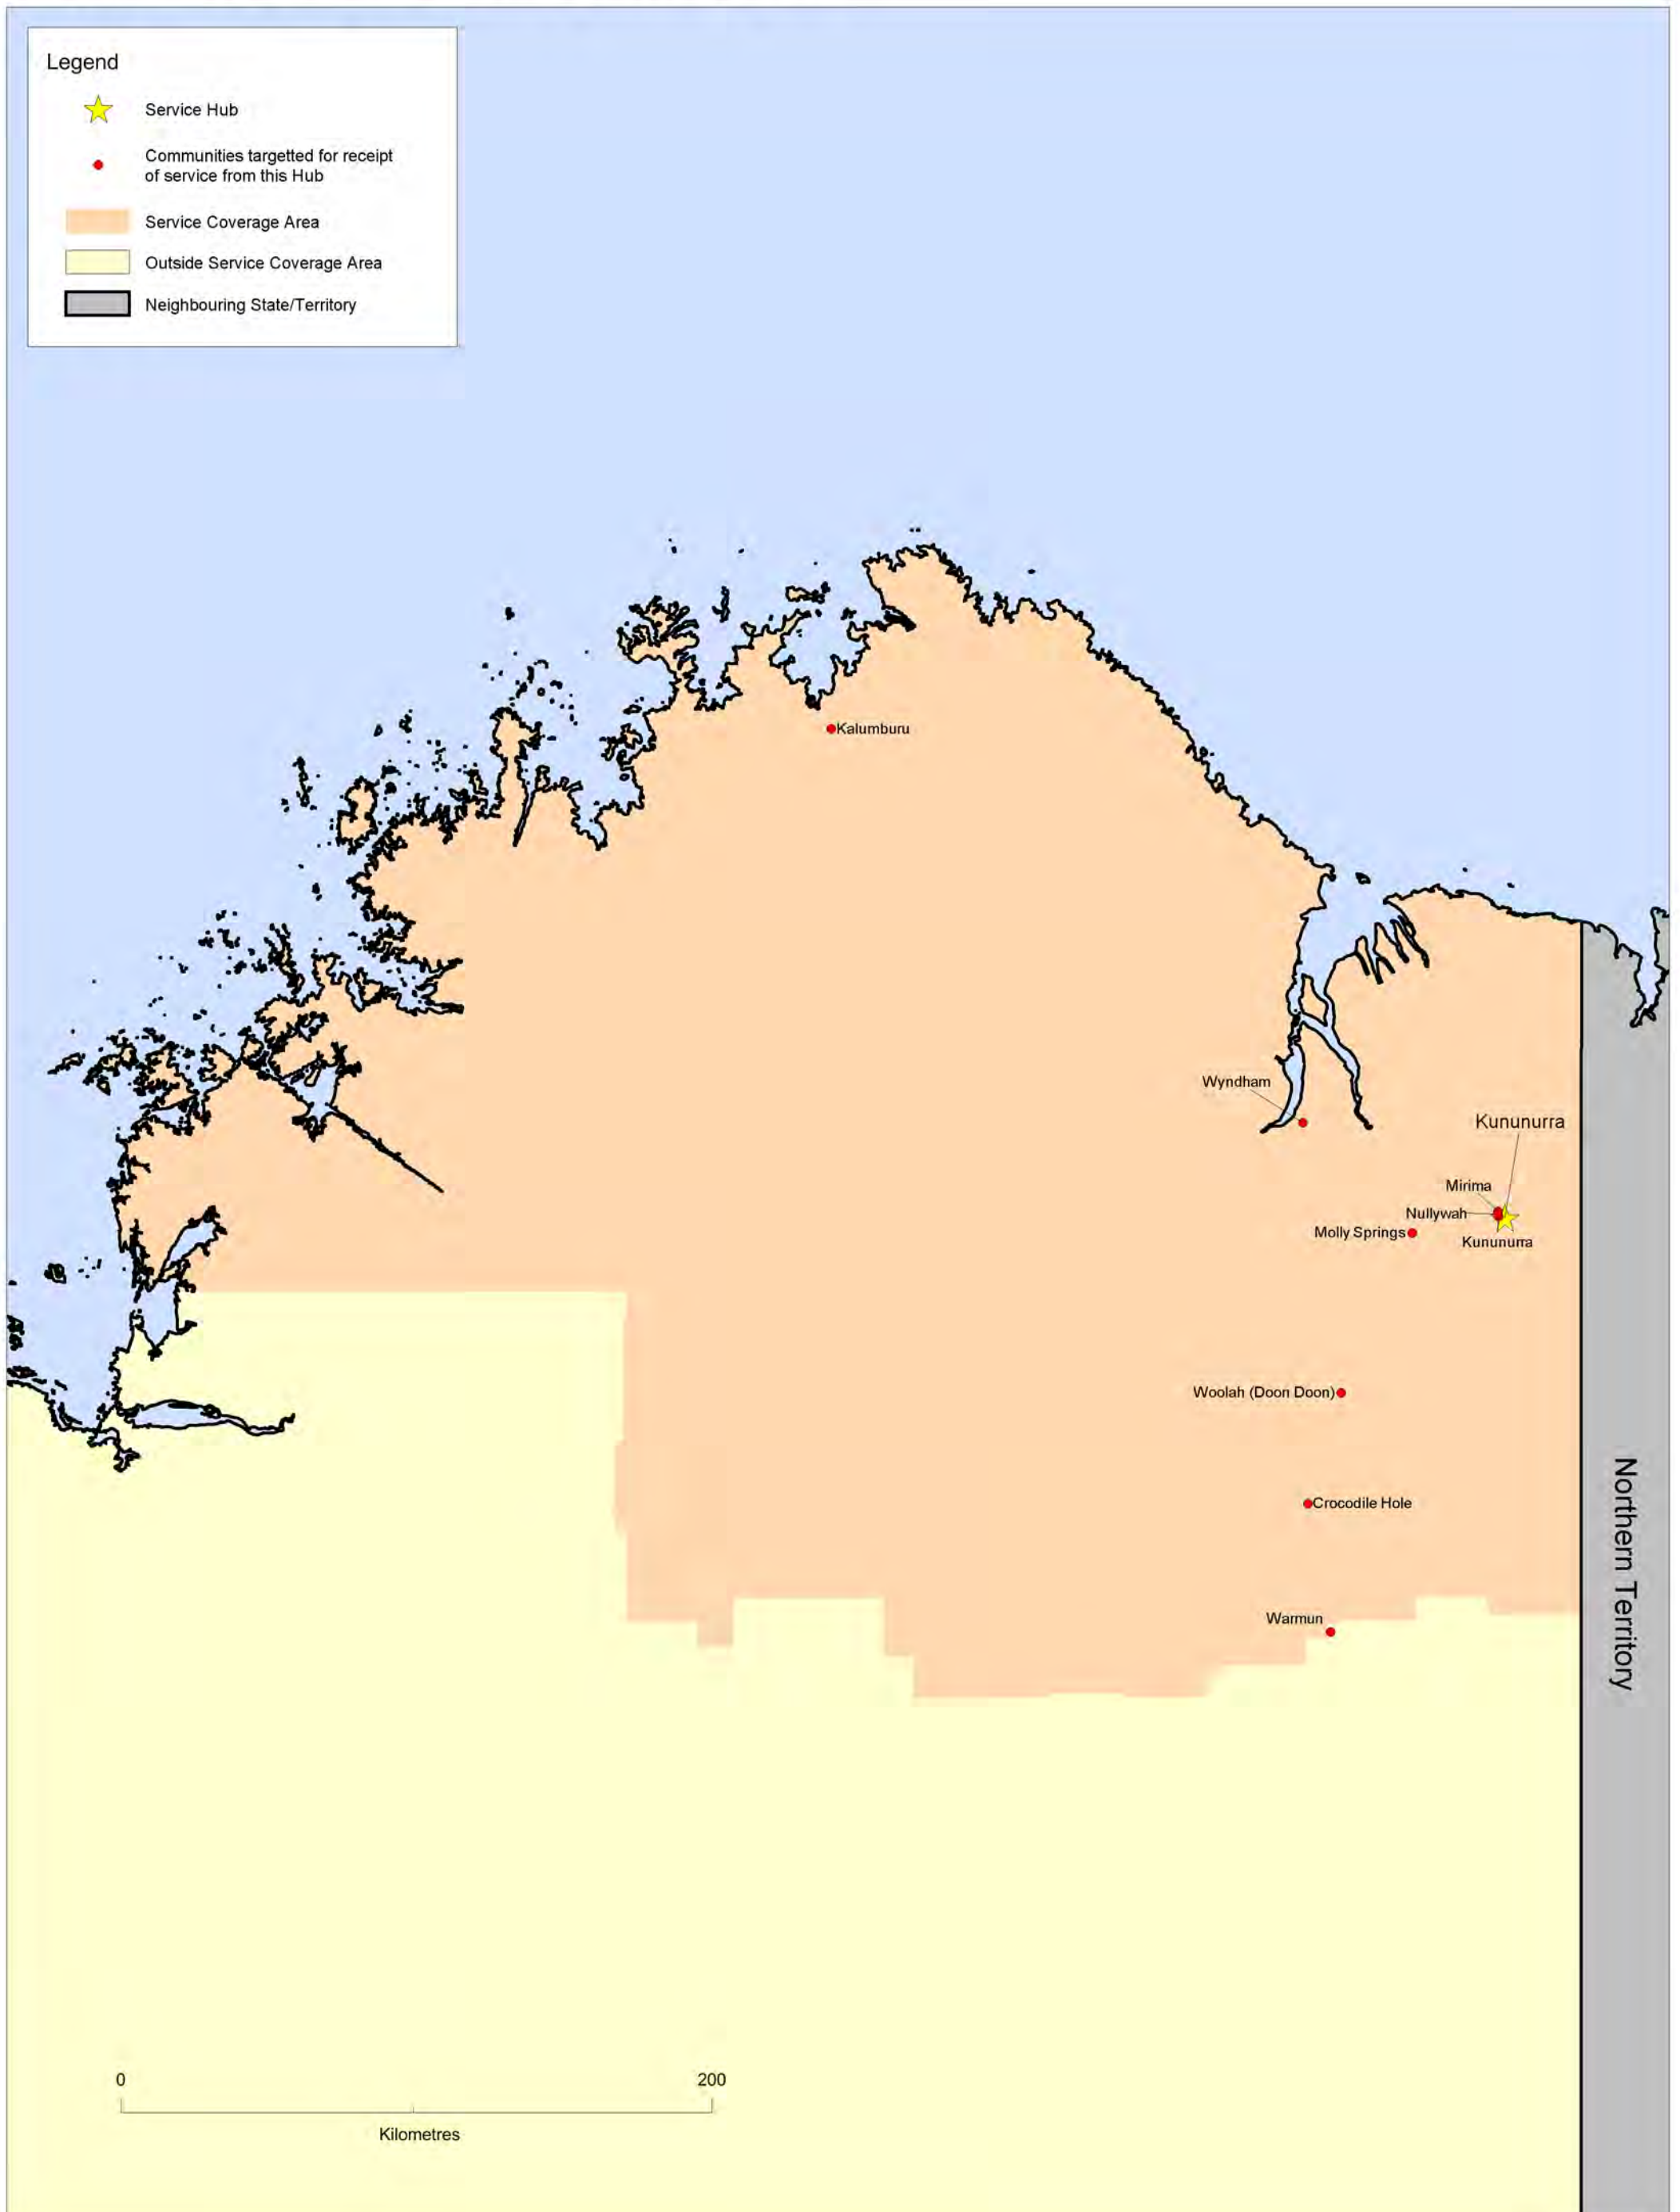 Legend
Service Hub
Communities targetted for receipt
of service from this Hub
Service Coverage Area
Outside Service Coverage Area
Neighbouring State/Territory
Kalumburu
Wyndham
Kununurra
Mirima
Nullywah
Molly Springs
Kununurra
Woolah (Doon Doon)
Crocodile Hole
Northern Territory
Warmun
0 200
Kilometres